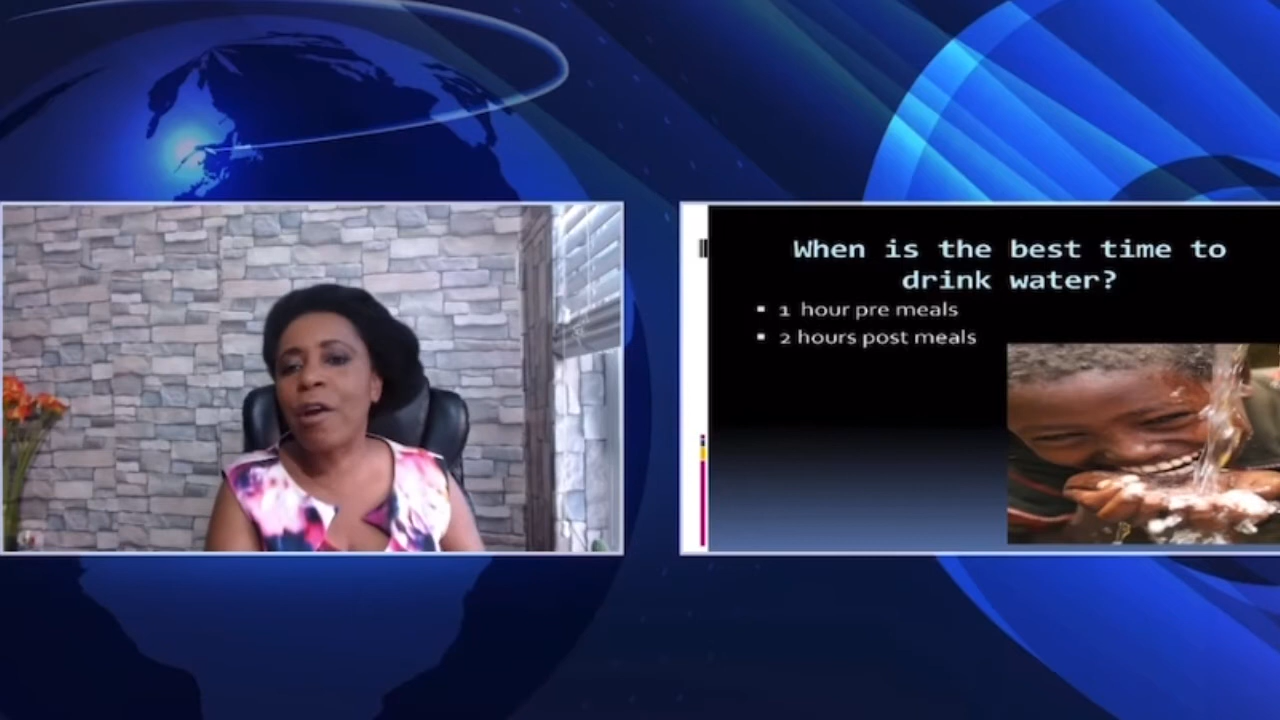 When is the best time to
drink water?
1 hour pre meals
2 hours post meals